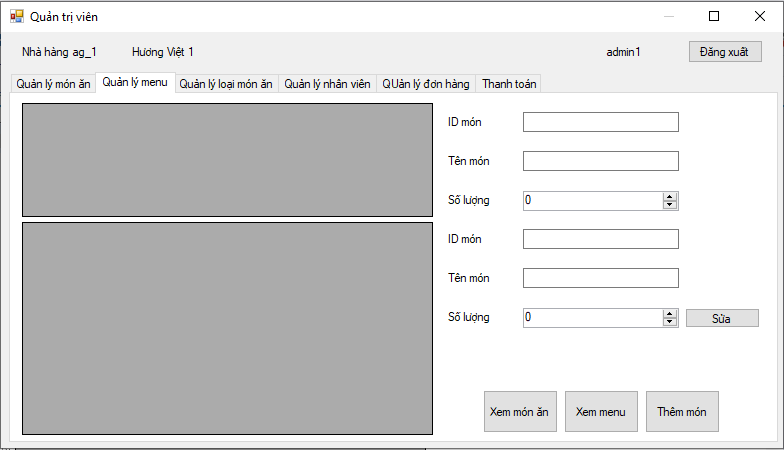 Quản trị viên
Nhà hàng ag_1 Hương Việt 1 admin1 Đăng xuất
Quản lý món ăn Quản lý menu Quản lý loại món ăn Quản lý nhân viên QUản lý đơn hàng Thanh toán
ID món
Tên món
Số lượng 0
ID món
Tên món
Số lượng 0 Sửa
Xem món ăn Xem menu Thêm món